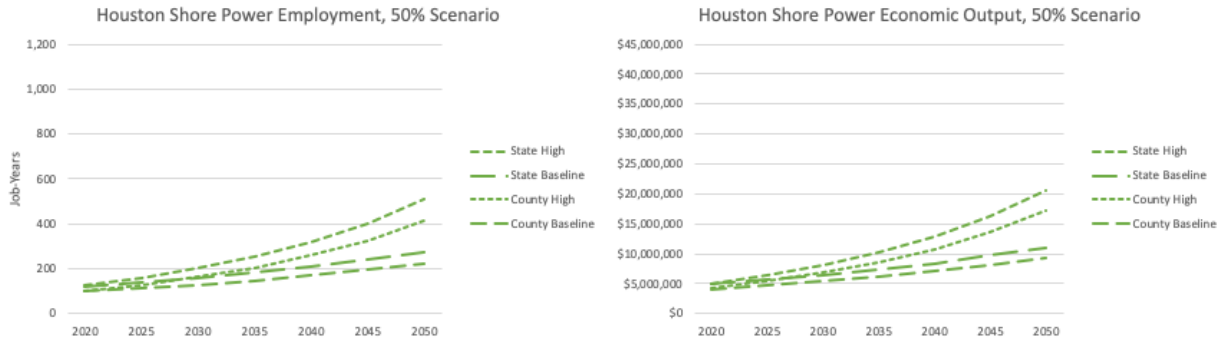 Houston Shore Power Employment, 50% Scenario
1,200
1,000
800
600
400
200
0
Job-Years
2020 2025 2030 2035 2040 2045 2050
State High
State Baseline
County High
County Baseline
Houston Shore Power Economic Output, 50% Scenario
$45,000,000
$40,000,000
$35,000,000
$30,000,000
$25,000,000
$20,000,000
$15,000,000
$10,000,000
$5,000,000
$0
2020 2025 2030 2035 2040 2045 2050
State High
State Baseline
County High
County Baseline